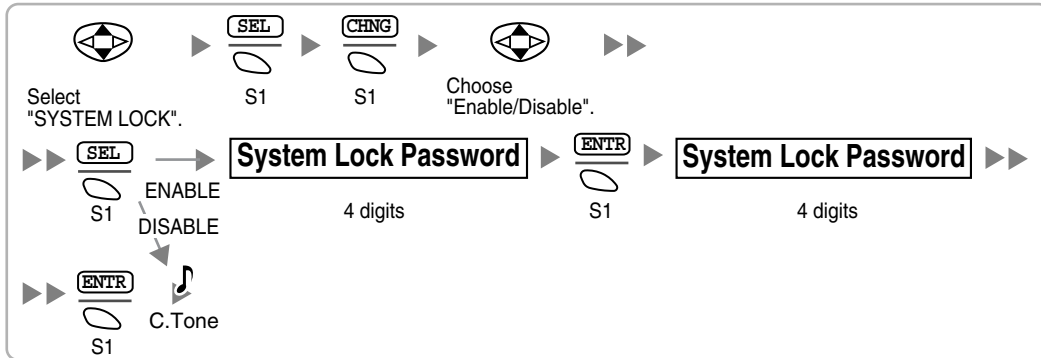 SEL CHNG
S1 S1
Select
"SYSTEM LOCK".
Choose
"Enable/Disable".
SEL System Lock Password ENTR System Lock Password
ENABLE
S1 4 digits S1 4 digits
DISABLE
ENTR
C.Tone
S1